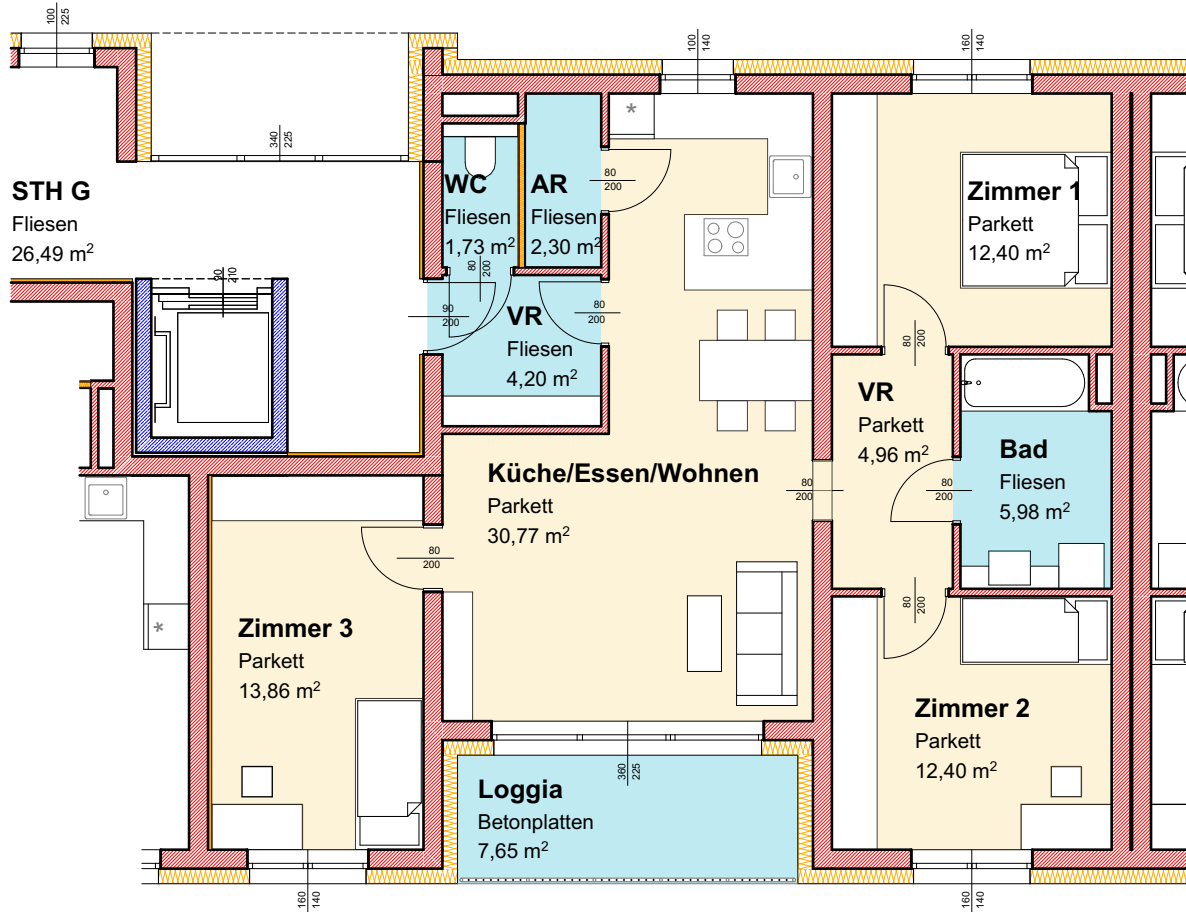 100
225
100
140
160
140
340
225
*
STH G
Fliesen
26,49 m²
WC
Fliesen
1,73 m²
AR
Fliesen
2,30 m²
80
200
Zimmer 1
Parkett
12,40 m²
90
210
80
200
90
200
VR
Fliesen
4,20 m²
80
200
80
200
VR
Parkett
4,96 m²
Bad
Fliesen
5,98 m²
Küche/Essen/Wohnen
Parkett
30,77 m²
80
200
80
200
80
200
80
200
*
Zimmer 3
Parkett
13,86 m²
Zimmer 2
Parkett
12,40 m²
360
225
Loggia
Betonplatten
7,65 m²
160
140
160
140